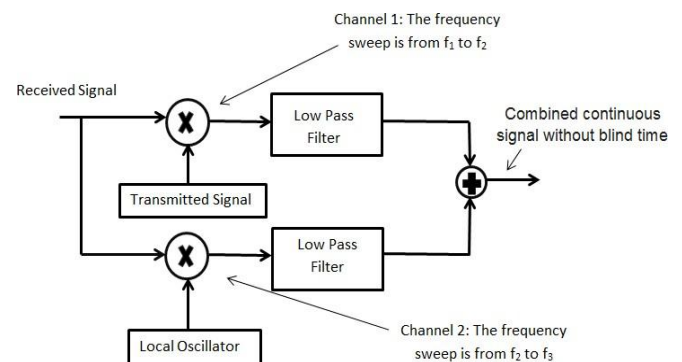 Channel 1: The frequency
sweep is from f₁ to f₂
Received Signal
X
Low Pass
Filter
Combined continuous
signal without blind time
Transmitted Signal
X
Low Pass
Filter
Local Oscillator
Channel 2: The frequency
sweep is from f₂ to f₃